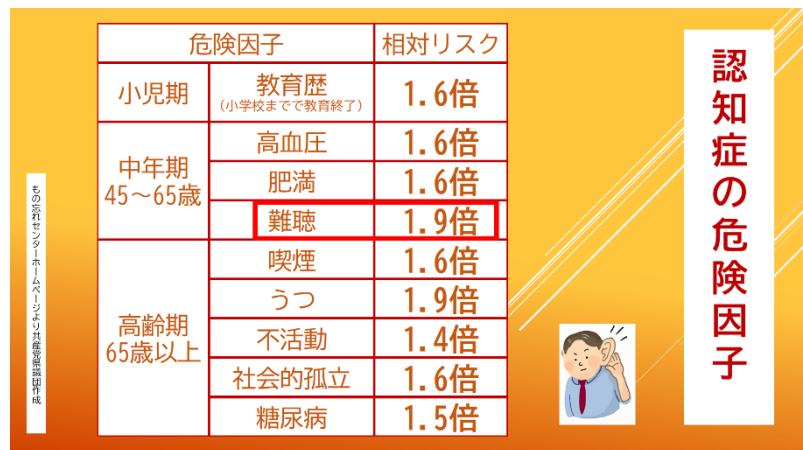 認知症の危険因子
危険因子 相対リスク
小児期 教育歴 1.6倍
(小学校までで教育終了)
中年期
45～65歳
高血圧 1.6倍
肥満 1.6倍
難聴 1.9倍
高齢期
65歳以上
喫煙 1.6倍
うつ 1.9倍
不活動 1.4倍
社会的孤立 1.6倍
糖尿病 1.5倍
もの忘れセンターホームページより共産党県議団作成